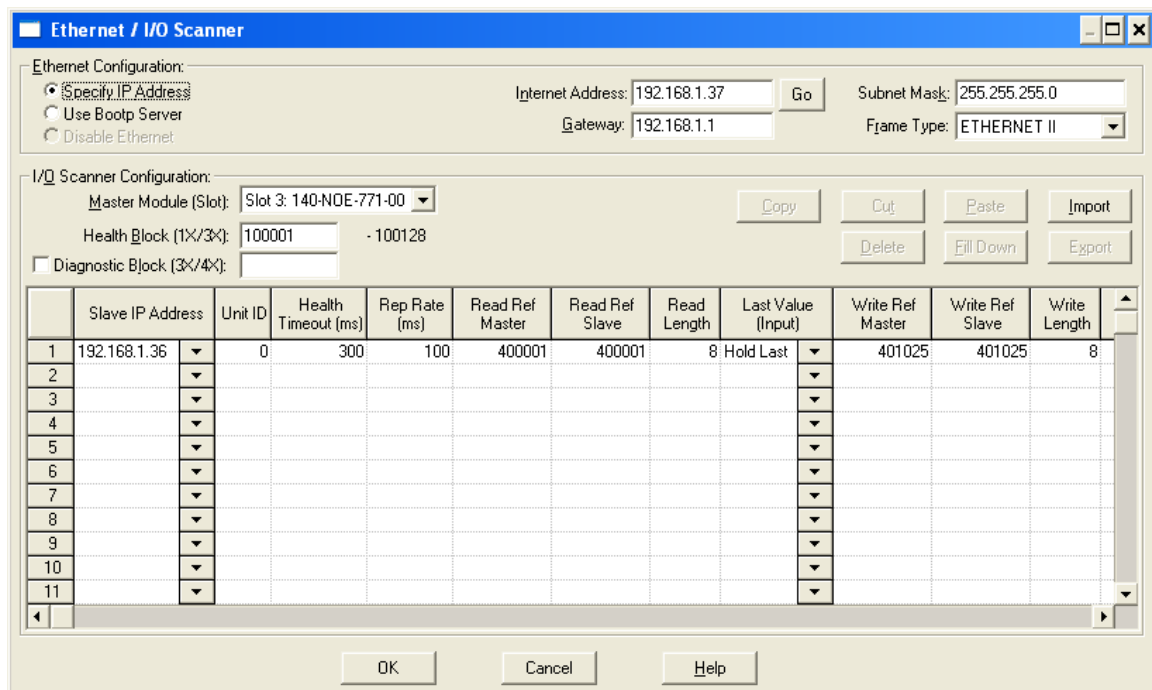 Ethernet / I/O Scanner
Ethernet Configuration:
Specify IP Address
Use Bootp Server
Disable Ethernet
Internet Address: 192.168.1.37 Go
Gateway: 192.168.1.1
Subnet Mask: 255.255.255.0
Frame Type: ETHERNET II
I/O Scanner Configuration:
Master Module (Slot): Slot 3: 140-NOE-771-00
Health Block (1X/3X): 100001 - 100128
Diagnostic Block (3X/4X):
Copy Cut Paste Import
Delete Fill Down Export
Slave IP Address Unit ID Health Timeout (ms) Rep Rate (ms) Read Ref Master Read Ref Slave Read Length Last Value (Input) Write Ref Master Write Ref Slave Write Length
1 192.168.1.36 0 300 100 400001 400001 8 Hold Last 401025 401025 8
2
3
4
5
6
7
8
9
10
11
OK Cancel Help